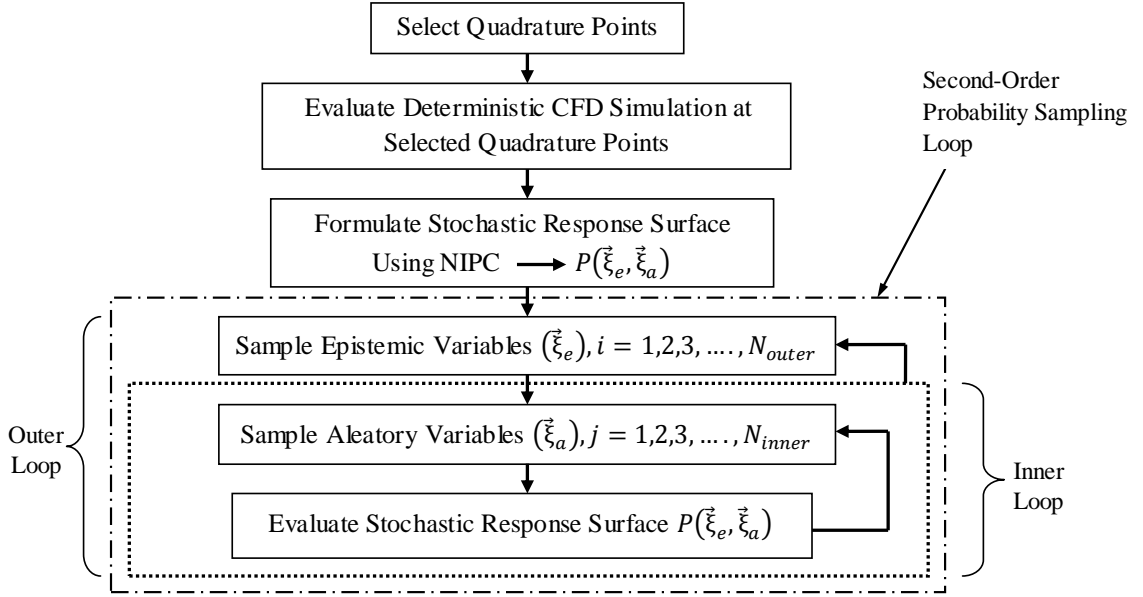 Select Quadrature Points
Evaluate Deterministic CFD Simulation at
Selected Quadrature Points
Second-Order
Probability Sampling
Loop
Formulate Stochastic Response Surface
Using NIPC ⟶ P(ξ⃗ₑ, ξ⃗ₐ)
Sample Epistemic Variables (ξ⃗ₑ), i = 1,2,3, …. , N_outer
Sample Aleatory Variables (ξ⃗ₐ), j = 1,2,3, …. , N_inner
Evaluate Stochastic Response Surface P(ξ⃗ₑ, ξ⃗ₐ)
Outer
Loop
Inner
Loop